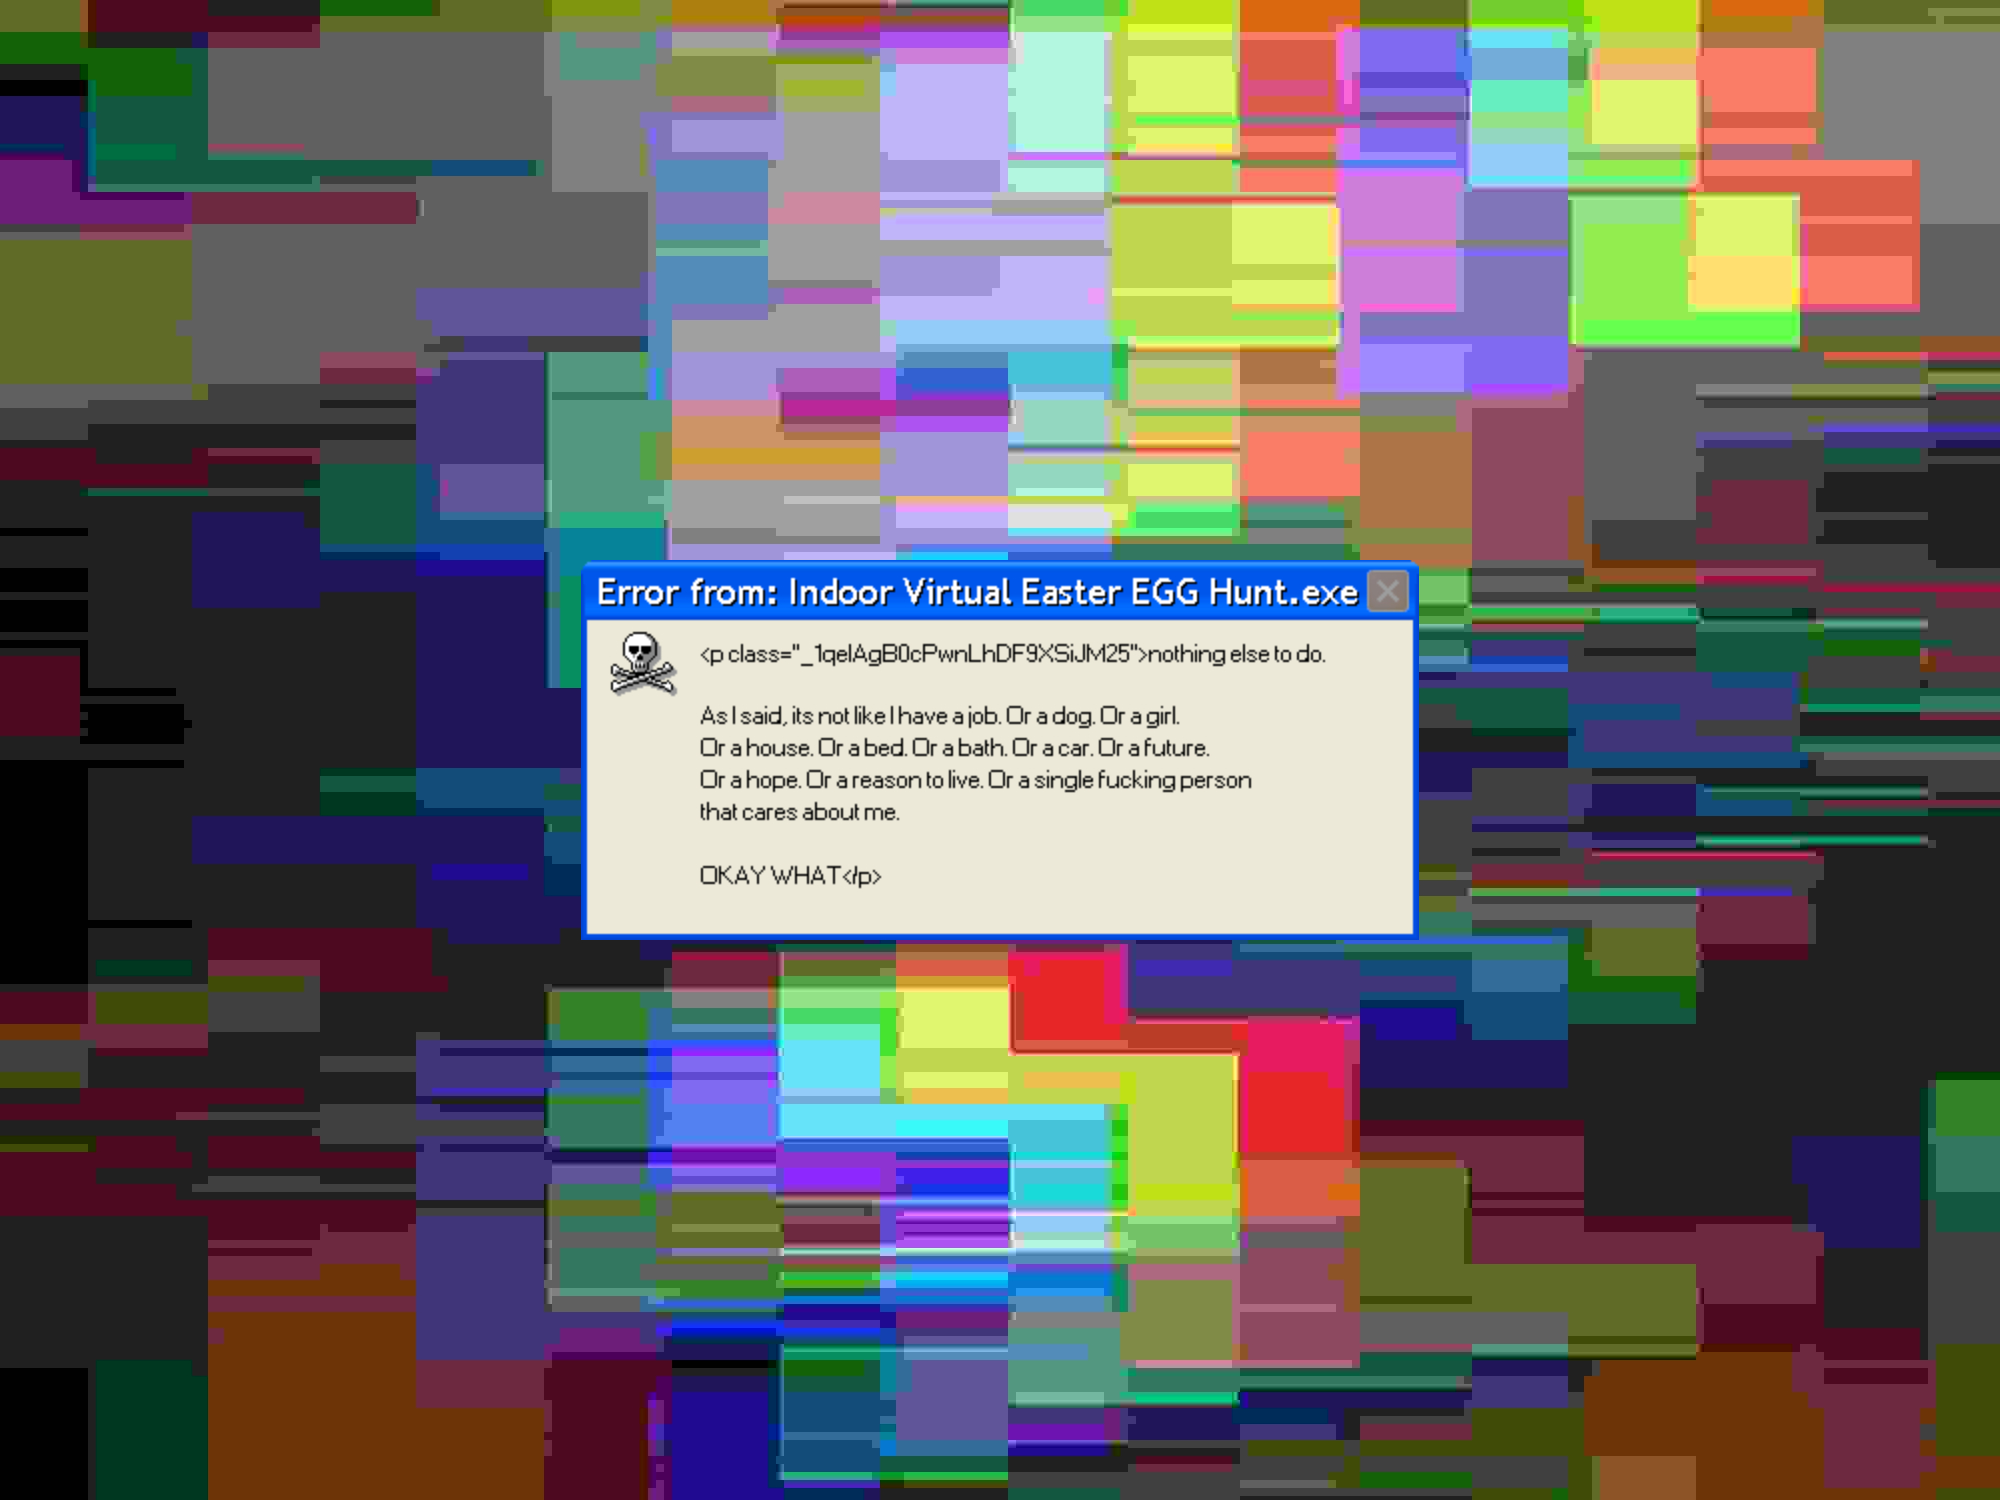 Error from: Indoor Virtual Easter EGG Hunt.exe
<p class="_1qeIAgB0cPwnLhDF9XSiJM25">nothing else to do.
As I said, its not like I have a job. Or a dog. Or a girl.
Or a house. Or a bed. Or a bath. Or a car. Or a future.
Or a hope. Or a reason to live. Or a single fucking person
that cares about me.
OKAY WHAT</p>